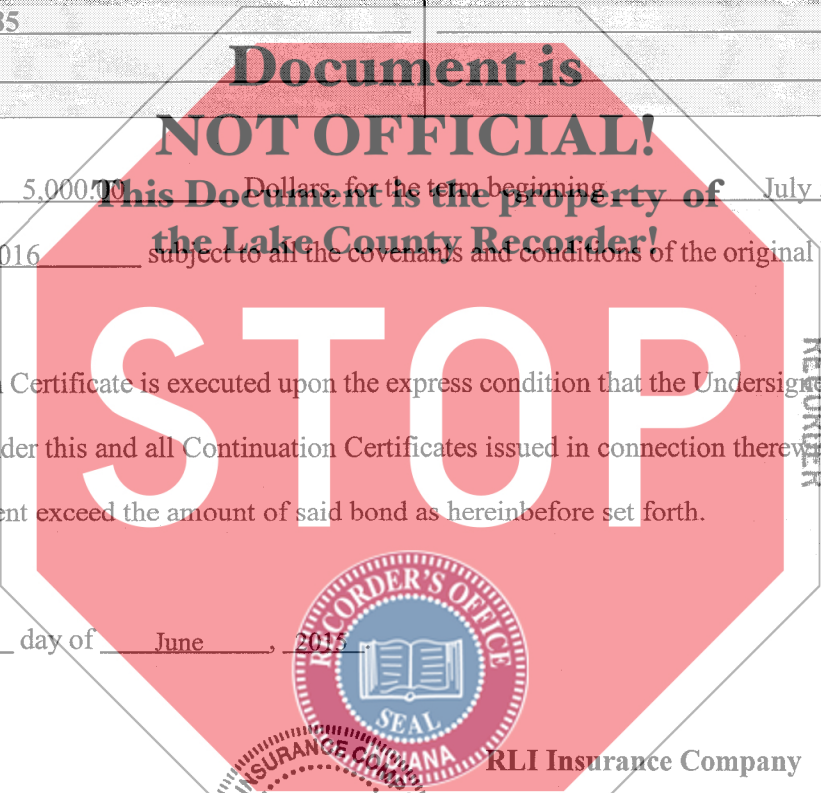 35
Document is
NOT OFFICIAL!
5,000.00 Dollars, for the term beginning July
This Document is the property of
the Lake County Recorder!
016 subject to all the covenants and conditions of the original
STOP
Certificate is executed upon the express condition that the
der this and all Continuation Certificates issued in connection
ent exceed the amount of said bond as hereinbefore set forth.
RECORDER
RECORDER'S OFFICE
SEAL
INDIANA
day of June, 2015.
INSURANCE
RLI Insurance Company